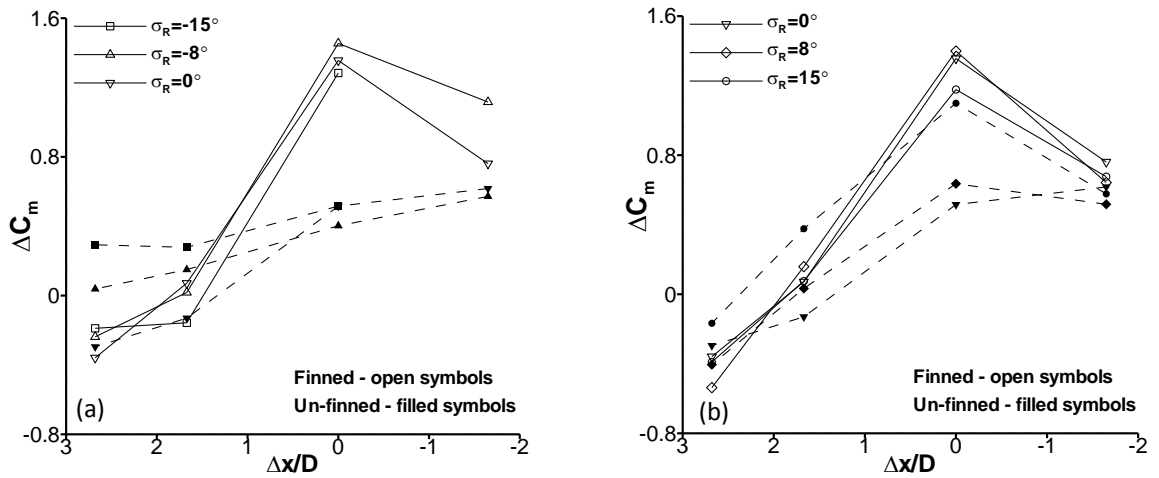 1.6
σR=-15°
σR=-8°
σR=0°
0.8
ΔCm
0
Finned - open symbols
(a)
Un-finned - filled symbols
-0.8
3 2 1 0 -1 -2
Δx/D
1.6
σR=0°
σR=8°
σR=15°
0.8
ΔCm
0
Finned - open symbols
(b)
Un-finned - filled symbols
-0.8
3 2 1 0 -1 -2
Δx/D